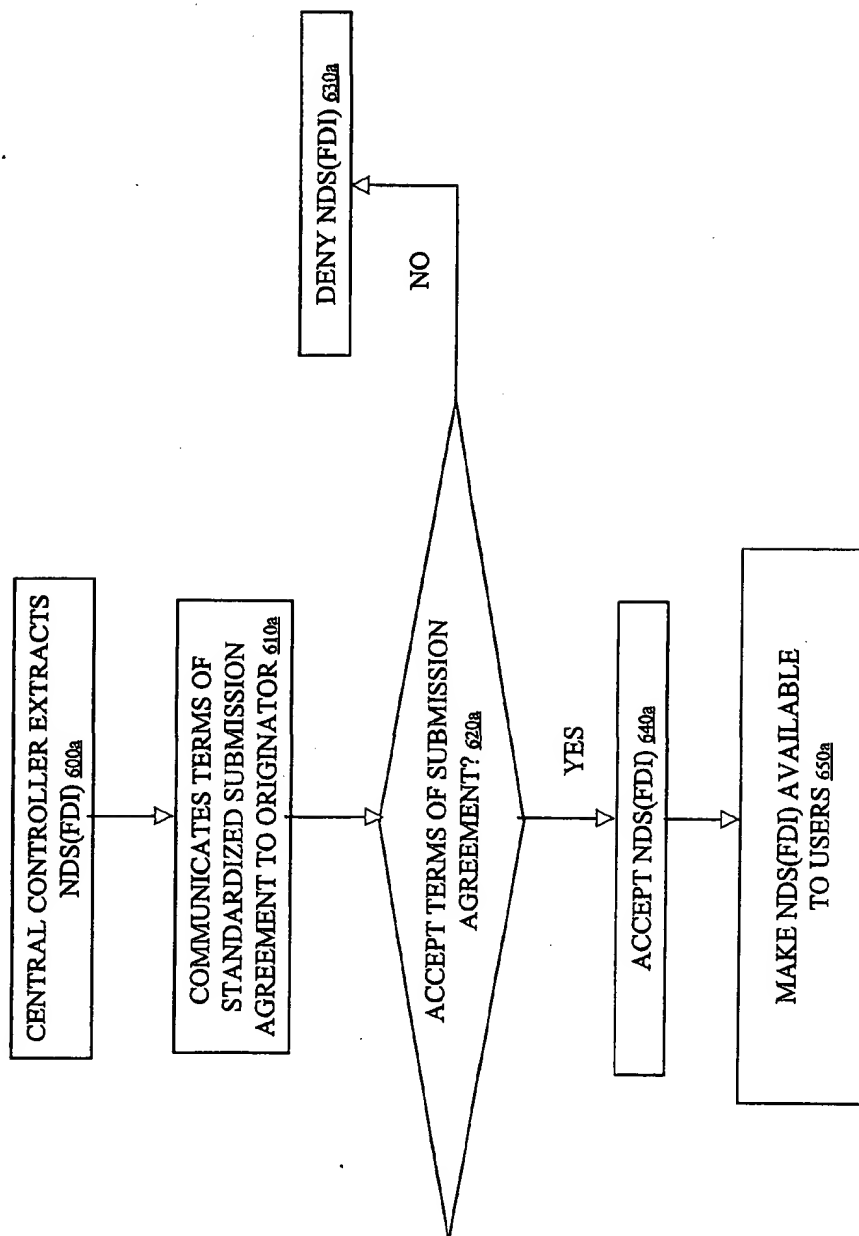 CENTRAL CONTROLLER EXTRACTS
NDS(FDI) 600a
COMMUNICATES TERMS OF
STANDARDIZED SUBMISSION
AGREEMENT TO ORIGINATOR 610a
ACCEPT TERMS OF SUBMISSION
AGREEMENT? 620a
NO
DENY NDS(FDI) 630a
YES
ACCEPT NDS(FDI) 640a
MAKE NDS(FDI) AVAILABLE
TO USERS 650a